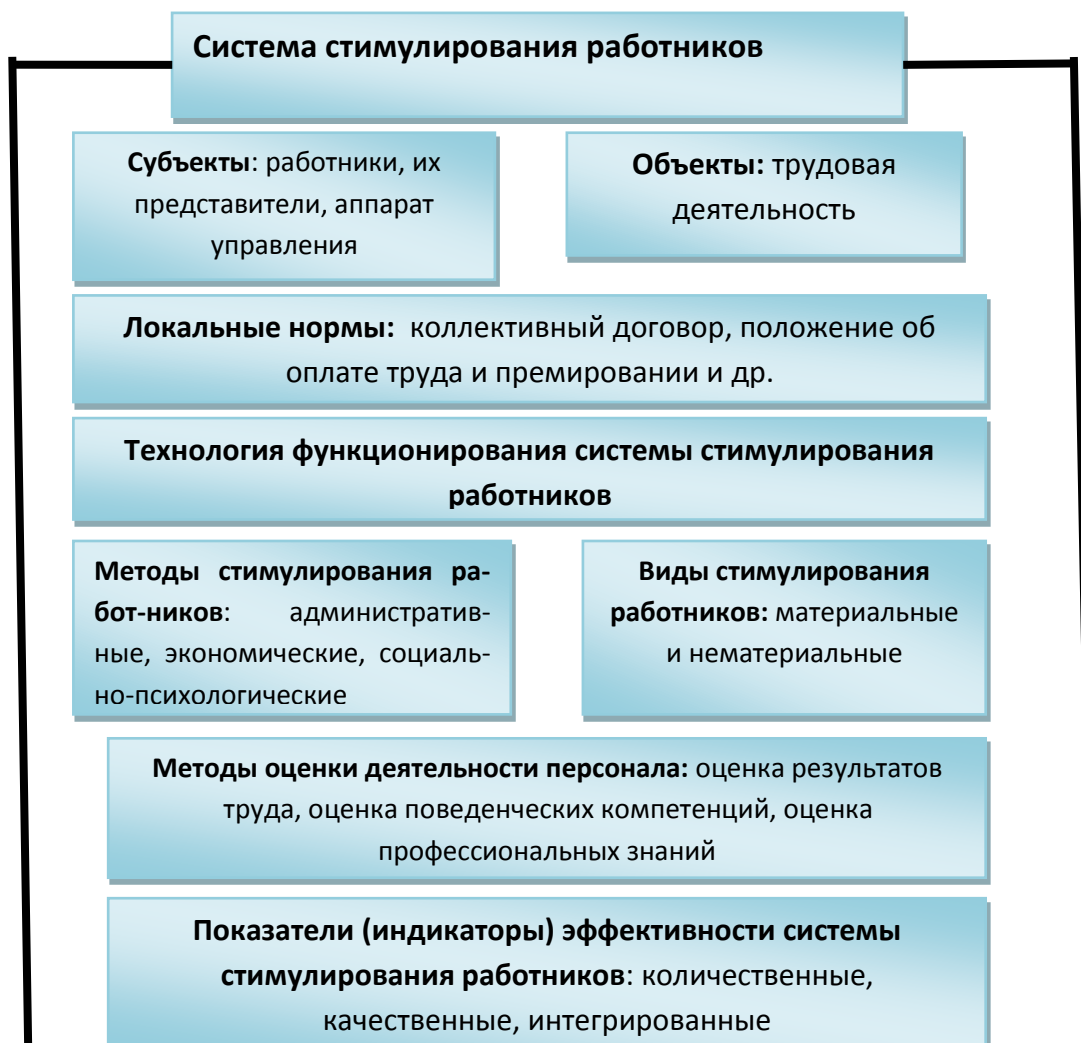 Система стимулирования работников
Субъекты: работники, их
представители, аппарат
управления
Объекты: трудовая
деятельность
Локальные нормы: коллективный договор, положение об
оплате труда и премировании и др.
Технология функционирования системы стимулирования
работников
Методы стимулирования ра-
бот-ников: административ-
ные, экономические, социаль-
но-психологические
Виды стимулирования
работников: материальные
и нематериальные
Методы оценки деятельности персонала: оценка результатов
труда, оценка поведенческих компетенций, оценка
профессиональных знаний
Показатели (индикаторы) эффективности системы
стимулирования работников: количественные,
качественные, интегрированные